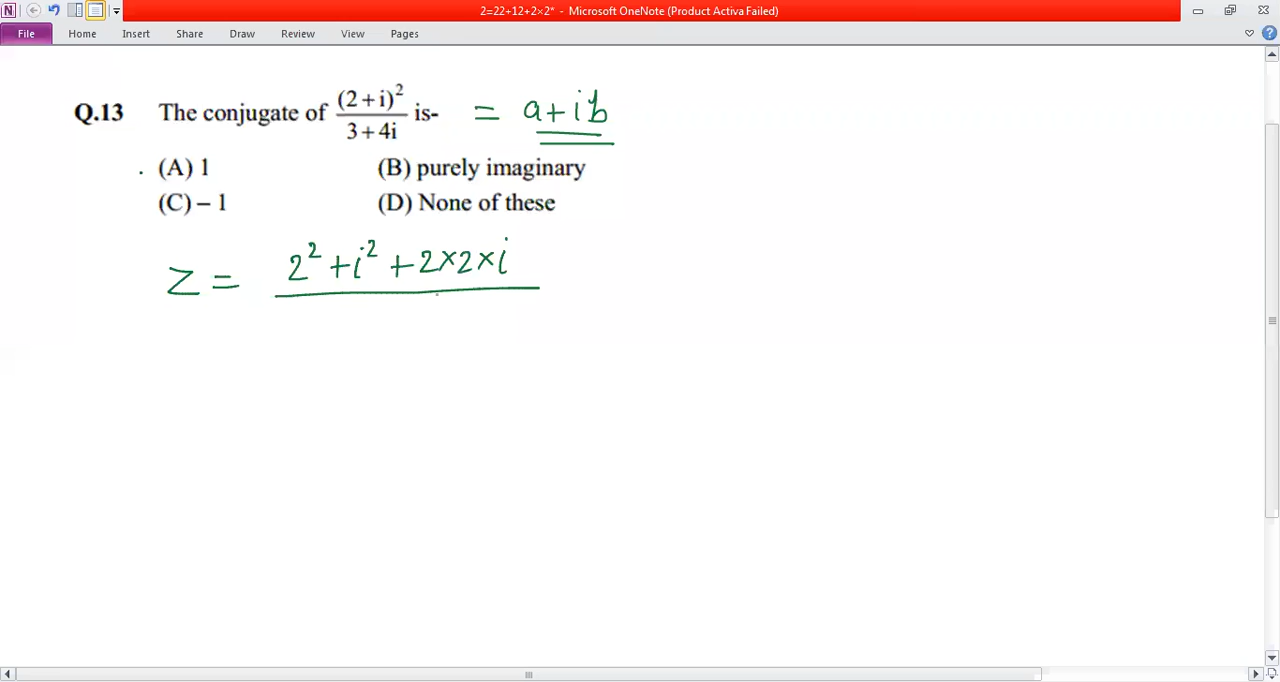 2=22+12+2×2* - Microsoft OneNote (Product Activa Failed)
File Home Insert Share Draw Review View Pages
Q.13 The conjugate of (2+i)²/(3+4i) is- = a+ib
(A) 1 (B) purely imaginary
(C) – 1 (D) None of these
z = 2²+i²+2×2×i